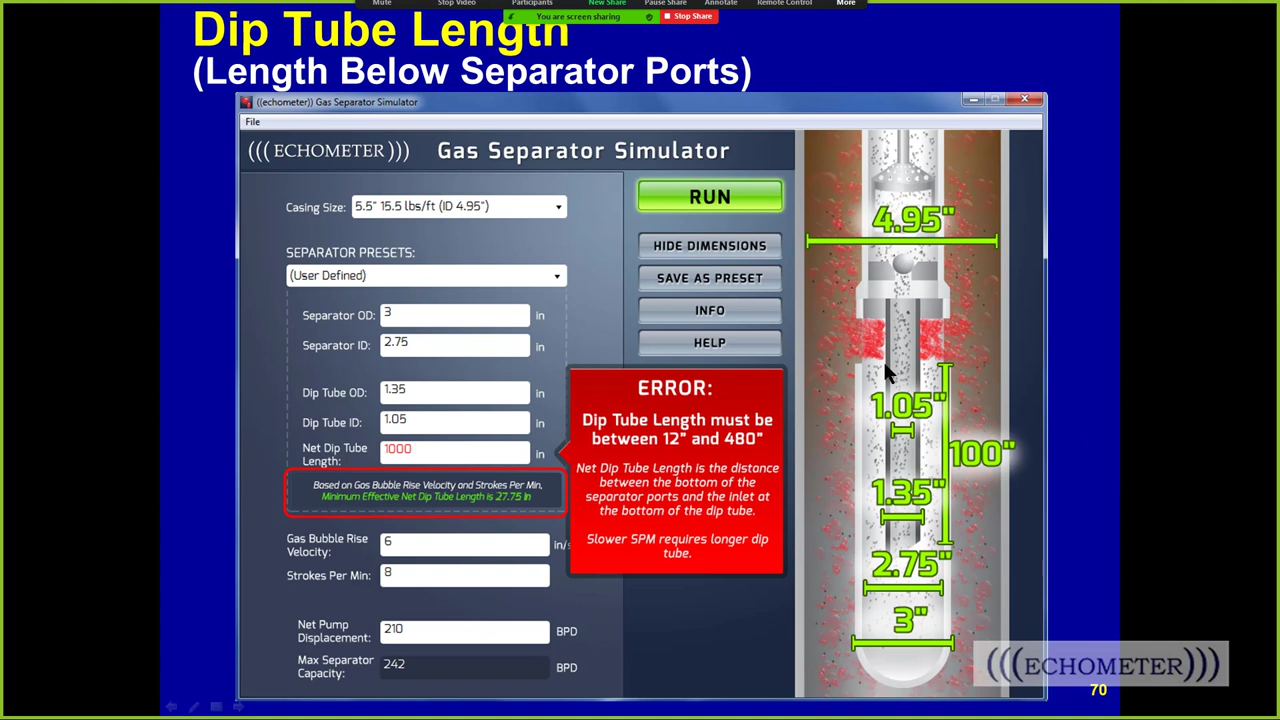 Mute Stop Video Participants New Share Pause Share Annotate Remote Control More
You are screen sharing Stop Share
Dip Tube Length
(Length Below Separator Ports)
((echometer)) Gas Separator Simulator
File
(((ECHOMETER))) Gas Separator Simulator
Casing Size: 5.5" 15.5 lbs/ft (ID 4.95")
SEPARATOR PRESETS:
(User Defined)
Separator OD: 3 in
Separator ID: 2.75 in
Dip Tube OD: 1.35 in
Dip Tube ID: 1.05 in
Net Dip Tube
Length: 1000 in
Based on Gas Bubble Rise Velocity and Strokes Per Min,
Minimum Effective Net Dip Tube Length is 27.75 in
Gas Bubble Rise
Velocity: 6 in/s
Strokes Per Min: 8
Net Pump
Displacement: 210 BPD
Max Separator
Capacity: 242 BPD
RUN
HIDE DIMENSIONS
SAVE AS PRESET
INFO
HELP
ERROR:
Dip Tube Length must be
between 12" and 480"
Net Dip Tube Length is the distance
between the bottom of the
separator ports and the inlet at
the bottom of the dip tube.
Slower SPM requires longer dip
tube.
4.95"
1.05"
100"
1.35"
2.75"
3"
(((ECHOMETER)))
70